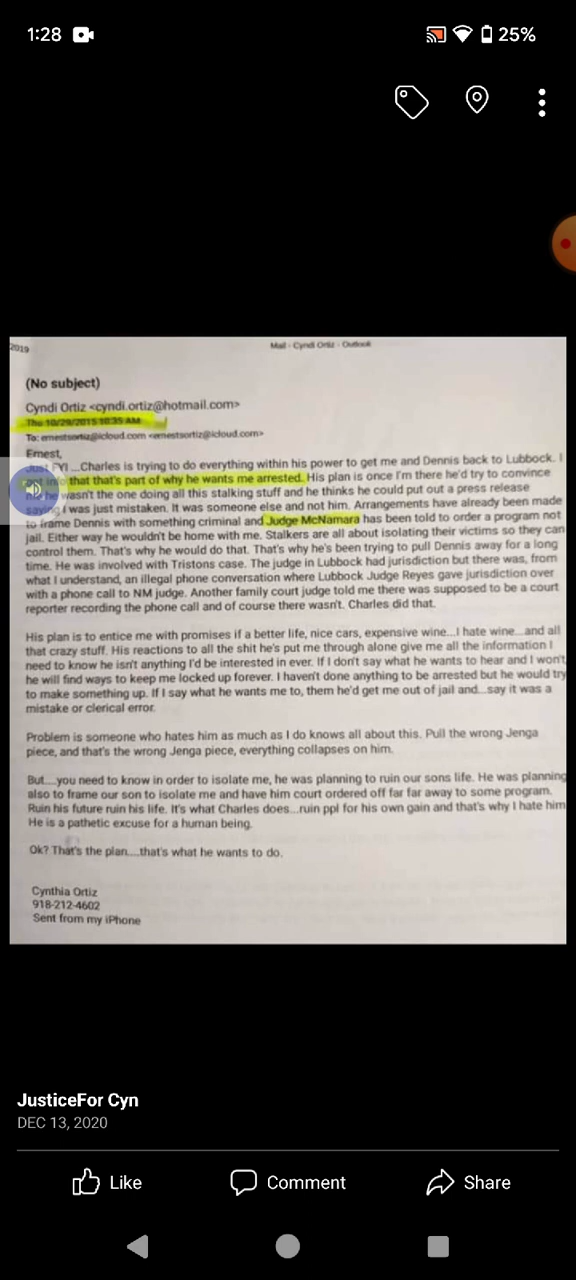 1:28
25%
2019
Mail - Cyndi Ortiz - Outlook
(No subject)
Cyndi Ortiz <cyndi.ortiz@hotmail.com>
Thu 10/29/2015 10:35 AM
To: ernestsortiz@icloud.com <ernestsortiz@icloud.com>
Ernest,
Just FYI ...Charles is trying to do everything within his power to get me and Dennis back to Lubbock. I
got info that that's part of why he wants me arrested. His plan is once I'm there he'd try to convince
he wasn't the one doing all this stalking stuff and he thinks he could put out a press release
saying I was just mistaken. It was someone else and not him. Arrangements have already been made
to frame Dennis with something criminal and Judge McNamara has been told to order a program not
jail. Either way he wouldn't be home with me. Stalkers are all about isolating their victims so they can
control them. That's why he would do that. That's why he's been trying to pull Dennis away for a long
time. He was involved with Tristons case. The judge in Lubbock had jurisdiction but there was, from
what I understand, an illegal phone conversation where Lubbock Judge Reyes gave jurisdiction over
with a phone call to NM judge. Another family court judge told me there was supposed to be a court
reporter recording the phone call and of course there wasn't. Charles did that.
His plan is to entice me with promises if a better life, nice cars, expensive wine...I hate wine...and all
that crazy stuff. His reactions to all the shit he's put me through alone give me all the information I
need to know he isn't anything I'd be interested in ever. If I don't say what he wants to hear and I won't,
he will find ways to keep me locked up forever. I haven't done anything to be arrested but he would try
to make something up. If I say what he wants me to, them he'd get me out of jail and...say it was a
mistake or clerical error.
Problem is someone who hates him as much as I do knows all about this. Pull the wrong Jenga
piece, and that's the wrong Jenga piece, everything collapses on him.
But....you need to know in order to isolate me, he was planning to ruin our sons life. He was planning
also to frame our son to isolate me and have him court ordered off far far away to some program.
Ruin his future ruin his life. It's what Charles does...ruin ppl for his own gain and that's why I hate him
He is a pathetic excuse for a human being.
Ok? That's the plan....that's what he wants to do.
Cynthia Ortiz
918-212-4602
Sent from my iPhone
JusticeFor Cyn
DEC 13, 2020
Like
Comment
Share